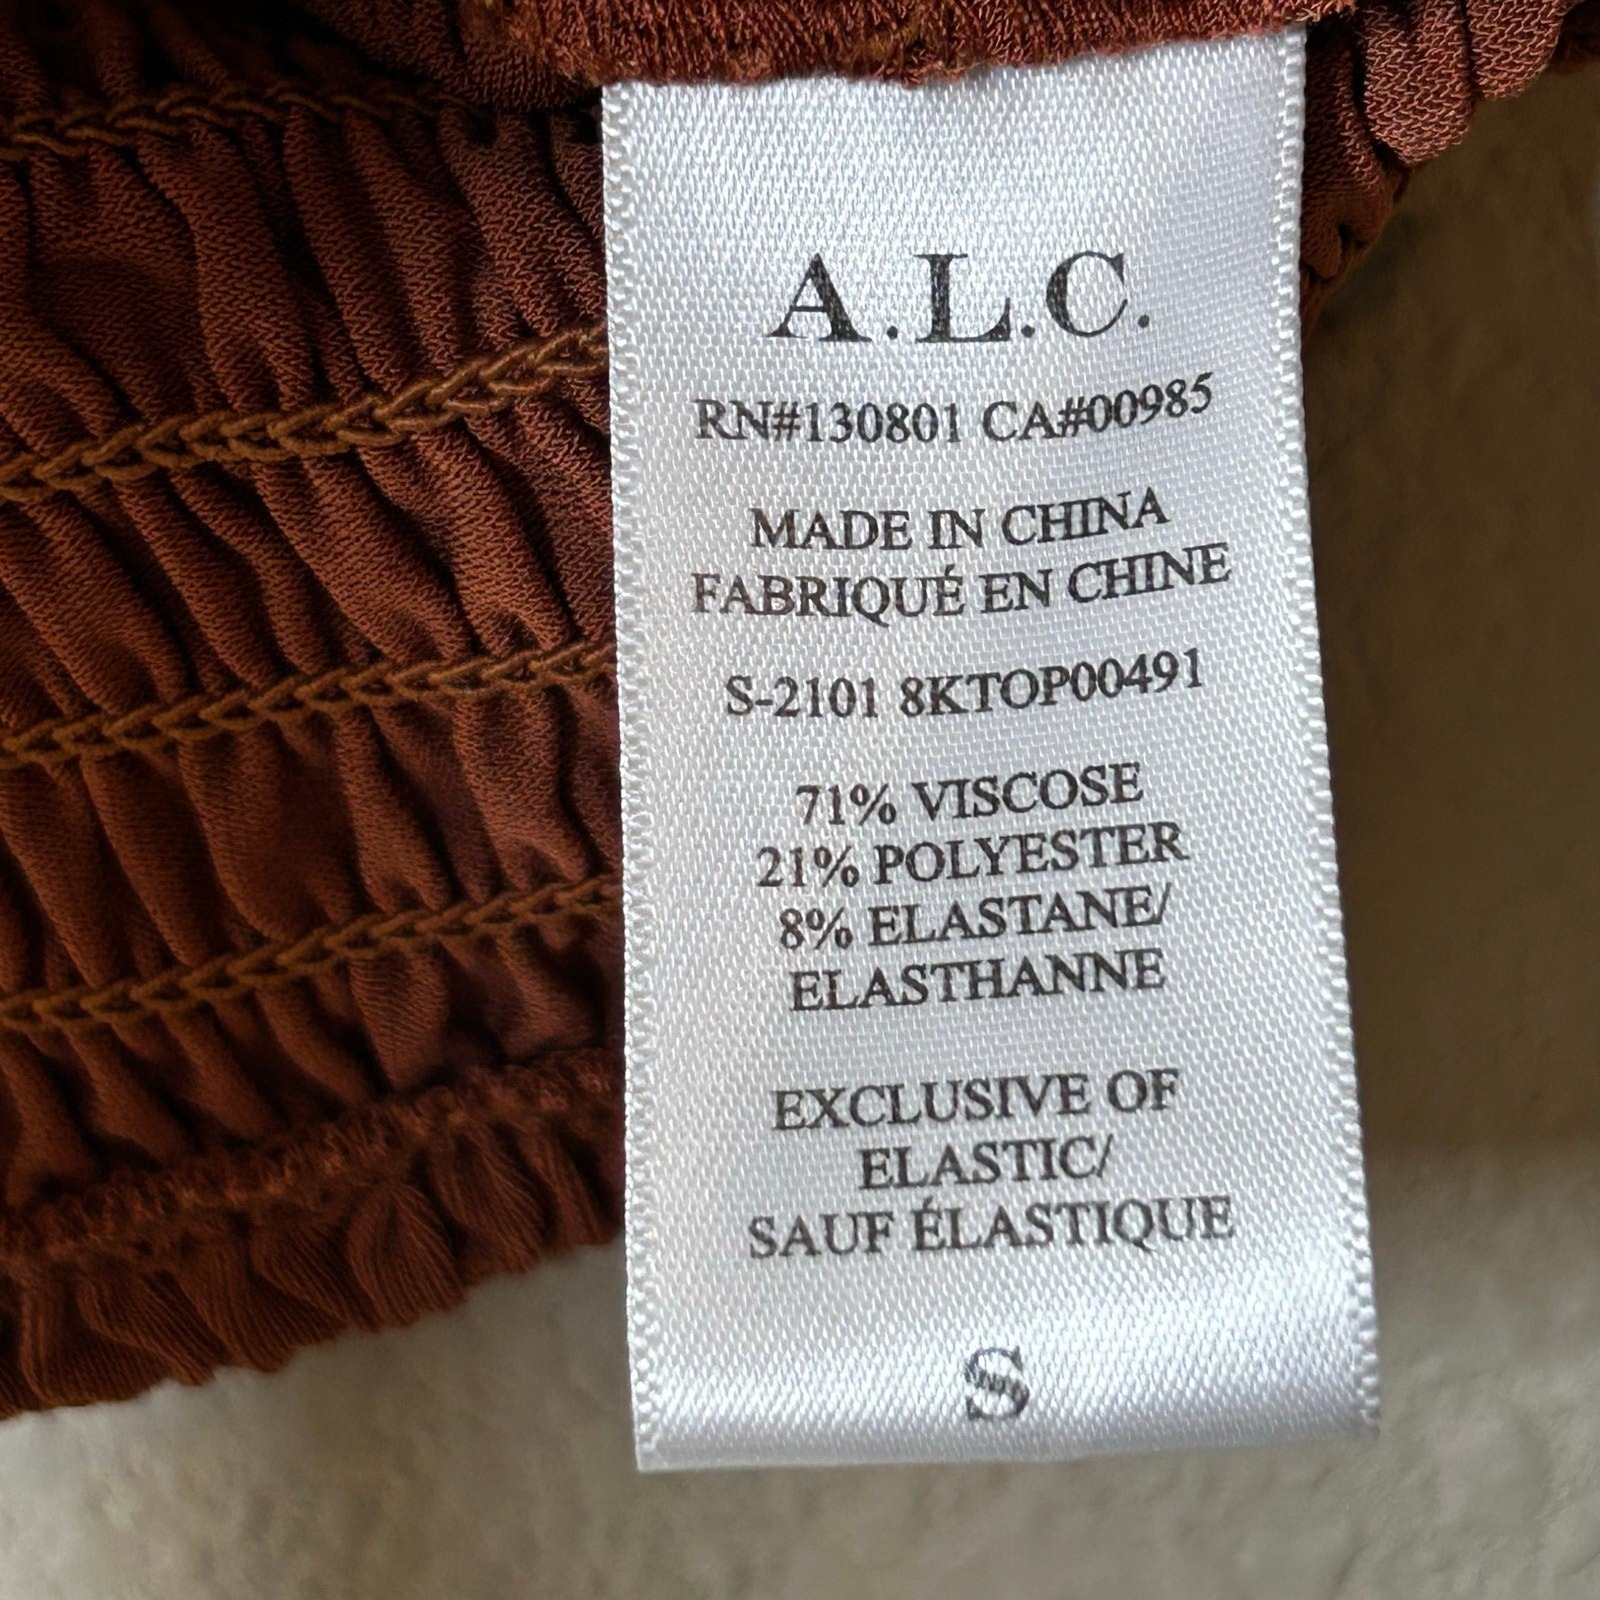 A.L.C.
RN#130801 CA#00985
MADE IN CHINA
FABRIQUÉ EN CHINE
S-2101 8KTOP00491
71% VISCOSE
21% POLYESTER
8% ELASTANE/
ELASTHANNE
EXCLUSIVE OF
ELASTIC/
SAUF ÉLASTIQUE
S